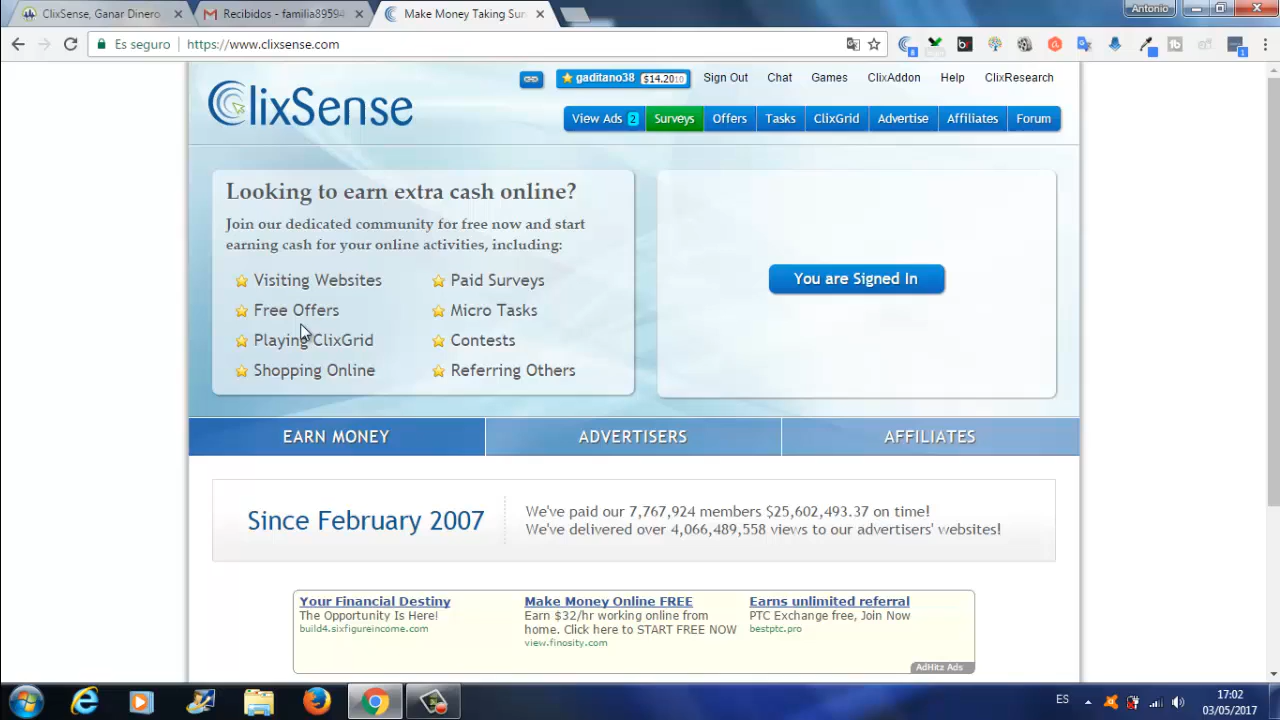 ClixSense, Ganar Dinero
Recibidos - familia89594
Make Money Taking Sur
Antonio
Es seguro
https://www.clixsense.com
ClixSense
gaditano38 $14.2010
Sign Out
Chat
Games
ClixAddon
Help
ClixResearch
View Ads 2
Surveys
Offers
Tasks
ClixGrid
Advertise
Affiliates
Forum
Looking to earn extra cash online?
Join our dedicated community for free now and start
earning cash for your online activities, including:
Visiting Websites
Paid Surveys
Free Offers
Micro Tasks
Playing ClixGrid
Contests
Shopping Online
Referring Others
You are Signed In
EARN MONEY
ADVERTISERS
AFFILIATES
Since February 2007
We've paid our 7,767,924 members $25,602,493.37 on time!
We've delivered over 4,066,489,558 views to our advertisers' websites!
Your Financial Destiny
The Opportunity Is Here!
build4.sixfigureincome.com
Make Money Online FREE
Earn $32/hr working online from
home. Click here to START FREE NOW
view.finosity.com
Earns unlimited referral
PTC Exchange free, Join Now
bestptc.pro
AdHitz Ads
ES
17:02
03/05/2017